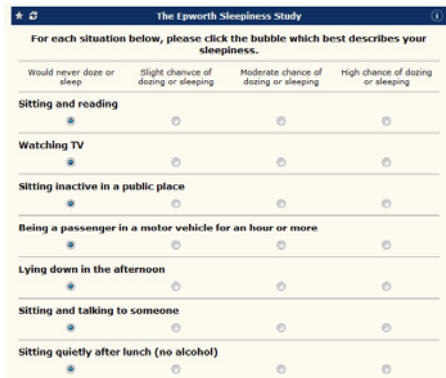 The Epworth Sleepiness Study
For each situation below, please click the bubble which best describes your
sleepiness.
Would never doze or
sleep
Slight chanvce of
dozing or sleeping
Moderate chance of
dozing or sleeping
High chance of dozing
or sleeping
Sitting and reading
Watching TV
Sitting inactive in a public place
Being a passenger in a motor vehicle for an hour or more
Lying down in the afternoon
Sitting and talking to someone
Sitting quietly after lunch (no alcohol)